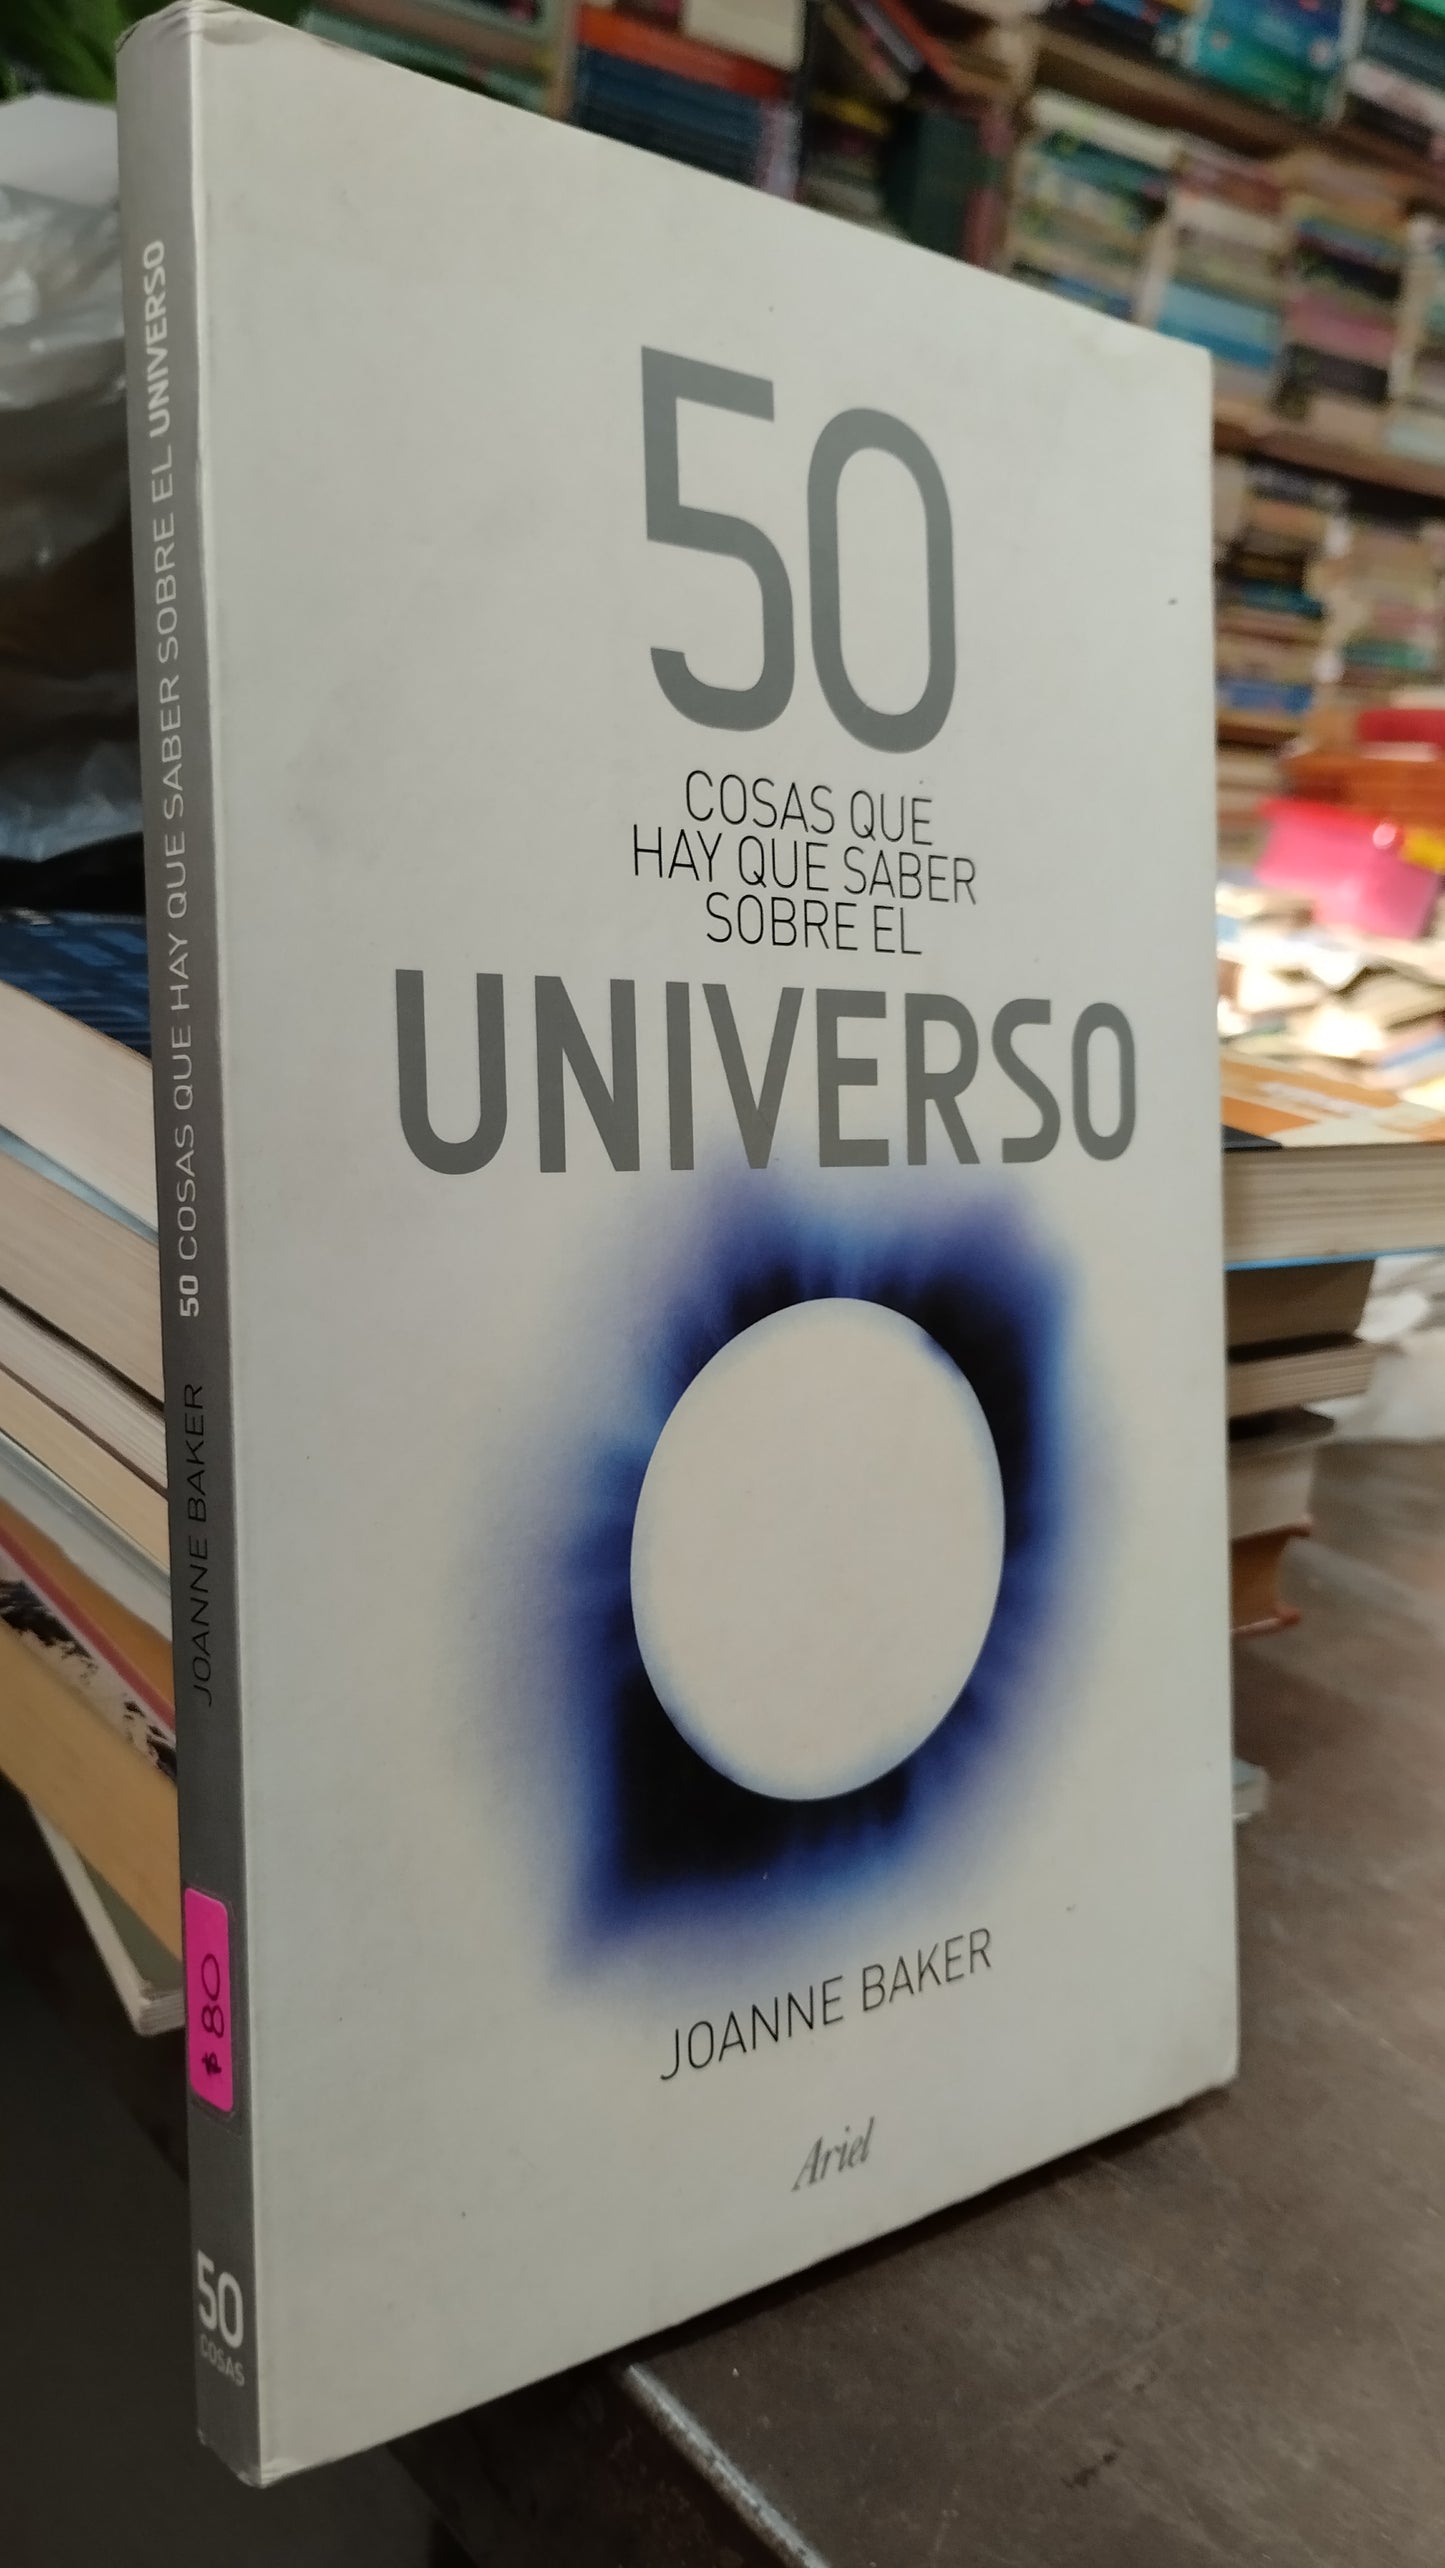 50
COSAS QUE
HAY QUE SABER
SOBRE EL
UNIVERSO
JOANNE BAKER
Ariel
JOANNE BAKER 50 COSAS QUE HAY QUE SABER SOBRE EL UNIVERSO
$80
50
COSAS